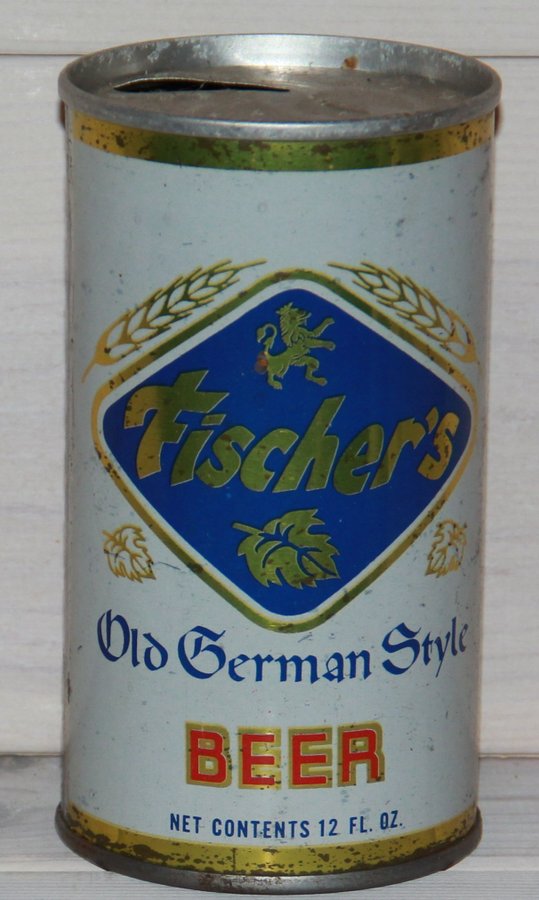 Fischer's
Old German Style
BEER
NET CONTENTS 12 FL. OZ.